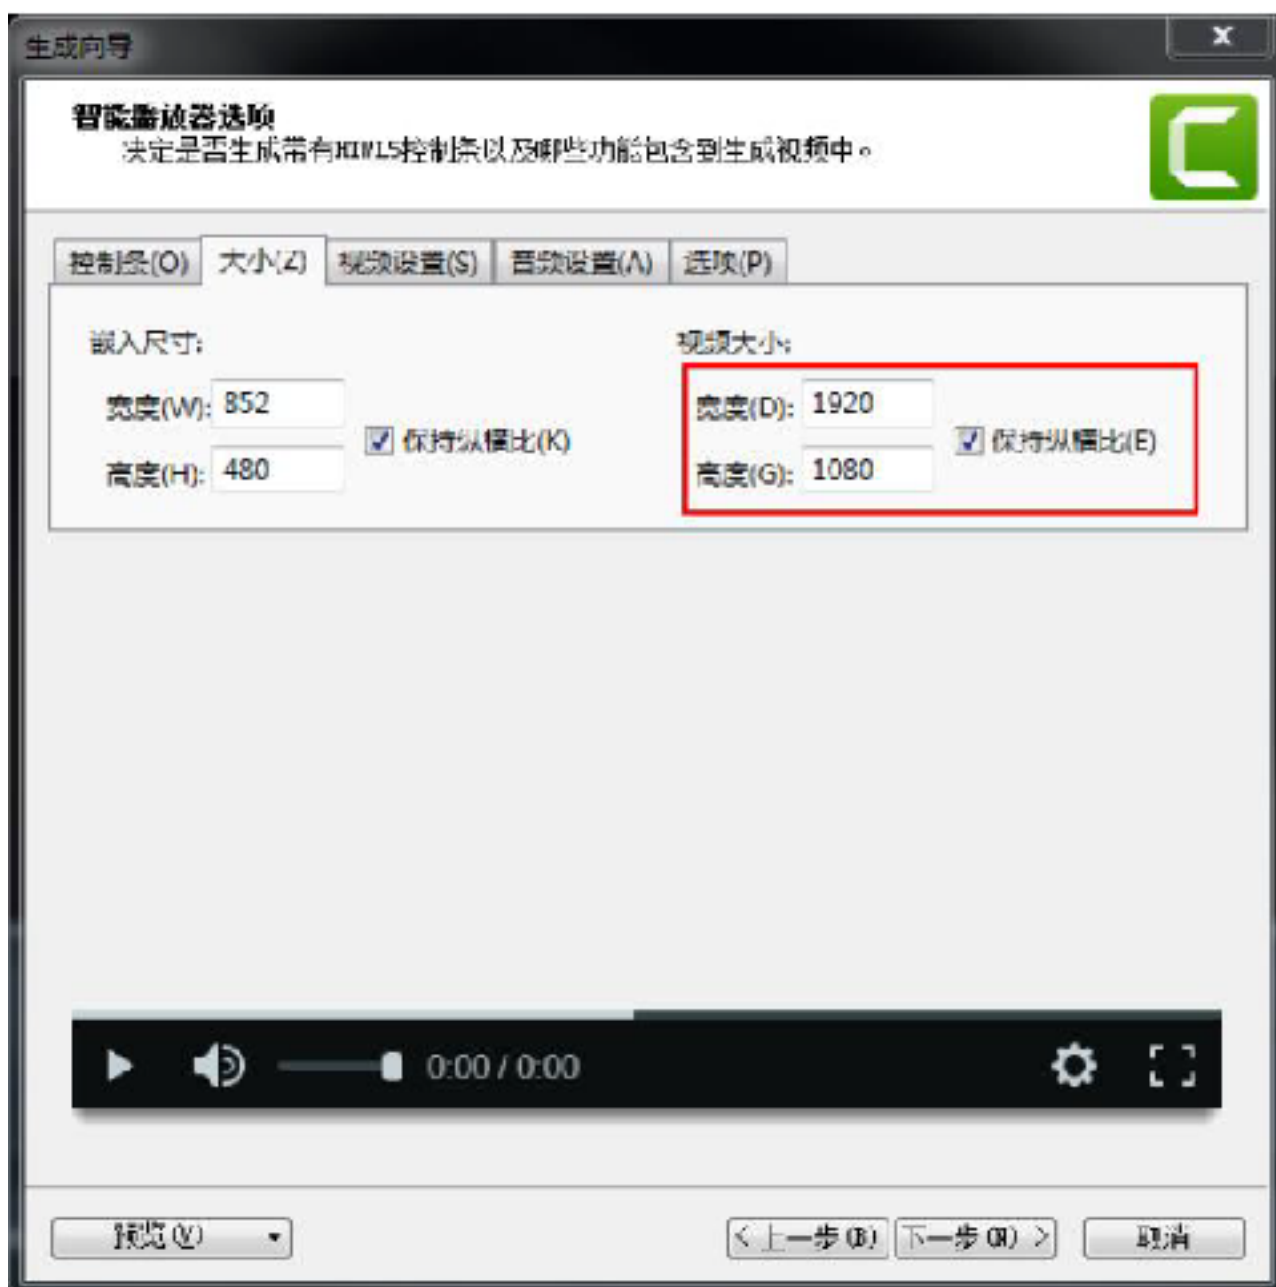 生成向导
智能播放器选项
决定是否生成带有HTML5控制条以及哪些功能包含到生成视频中。
控制条(O) 大小(Z) 视频设置(S) 音频设置(A) 选项(P)
嵌入尺寸: 视频大小:
宽度(W): 852 宽度(D): 1920
保持纵横比(K) 保持纵横比(E)
高度(H): 480 高度(G): 1080
0:00 / 0:00
预览(V) < 上一步(B) 下一步(N) > 取消